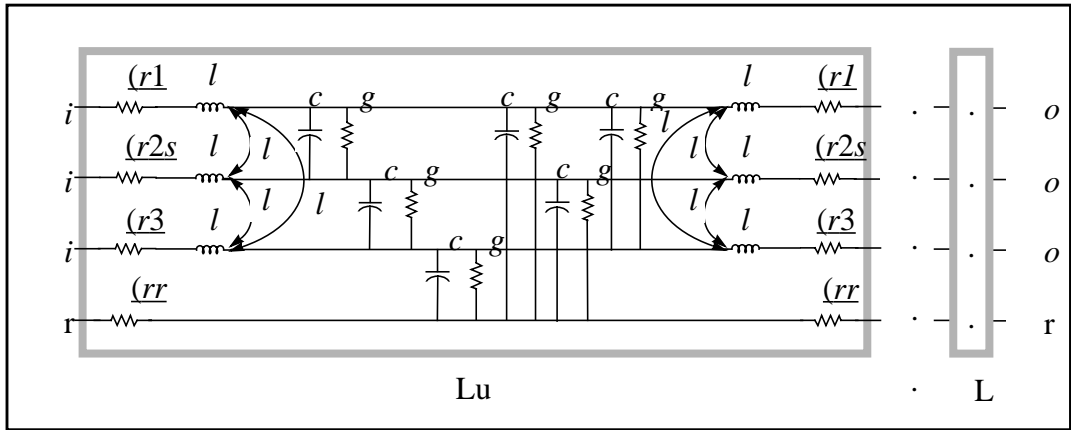 (r1 l l (r1
i c g c c g l o
(r2s l l l l (r2s
i c g c g o
(r3 l l l l l (r3
i c g o
(rr (rr
r r
Lu . L